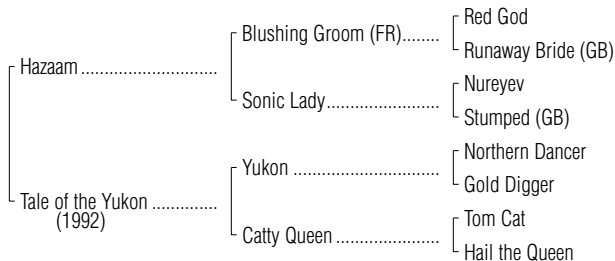 Red God
Blushing Groom (FR)........
Runaway Bride (GB)
Hazaam .............................
Nureyev
Sonic Lady........................
Stumped (GB)
Northern Dancer
Yukon ...............................
Gold Digger
Tale of the Yukon ..............
(1992)
Tom Cat
Catty Queen ......................
Hail the Queen